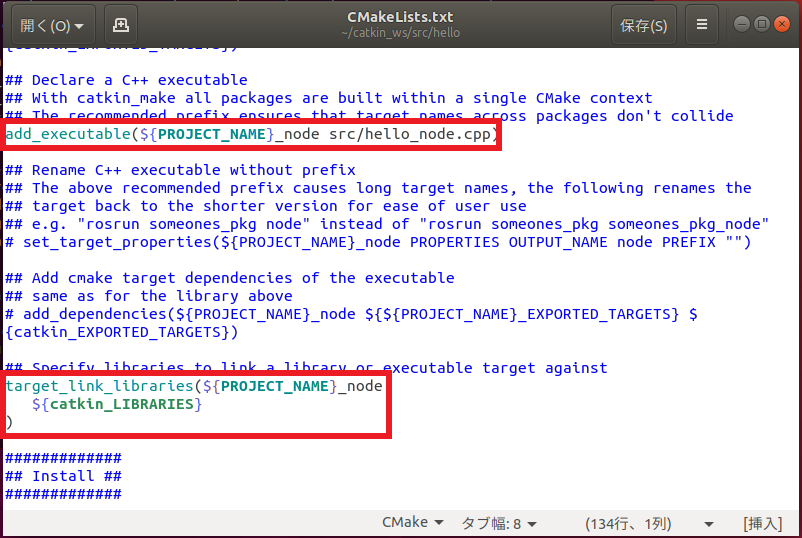 開く(O)
CMakeLists.txt
~/catkin_ws/src/hello
保存(S)
{catkin_EXPORTED_TARGETS})
## Declare a C++ executable
## With catkin_make all packages are built within a single CMake context
## The recommended prefix ensures that target names across packages don't collide
add_executable(${PROJECT_NAME}_node src/hello_node.cpp)
## Rename C++ executable without prefix
## The above recommended prefix causes long target names, the following renames the
## target back to the shorter version for ease of user use
## e.g. "rosrun someones_pkg node" instead of "rosrun someones_pkg someones_pkg_node"
# set_target_properties(${PROJECT_NAME}_node PROPERTIES OUTPUT_NAME node PREFIX "")
## Add cmake target dependencies of the executable
## same as for the library above
# add_dependencies(${PROJECT_NAME}_node ${${PROJECT_NAME}_EXPORTED_TARGETS} $
{catkin_EXPORTED_TARGETS})
## Specify libraries to link a library or executable target against
target_link_libraries(${PROJECT_NAME}_node
${catkin_LIBRARIES}
)
#############
## Install ##
#############
CMake タブ幅: 8 (134行、1列) [挿入]